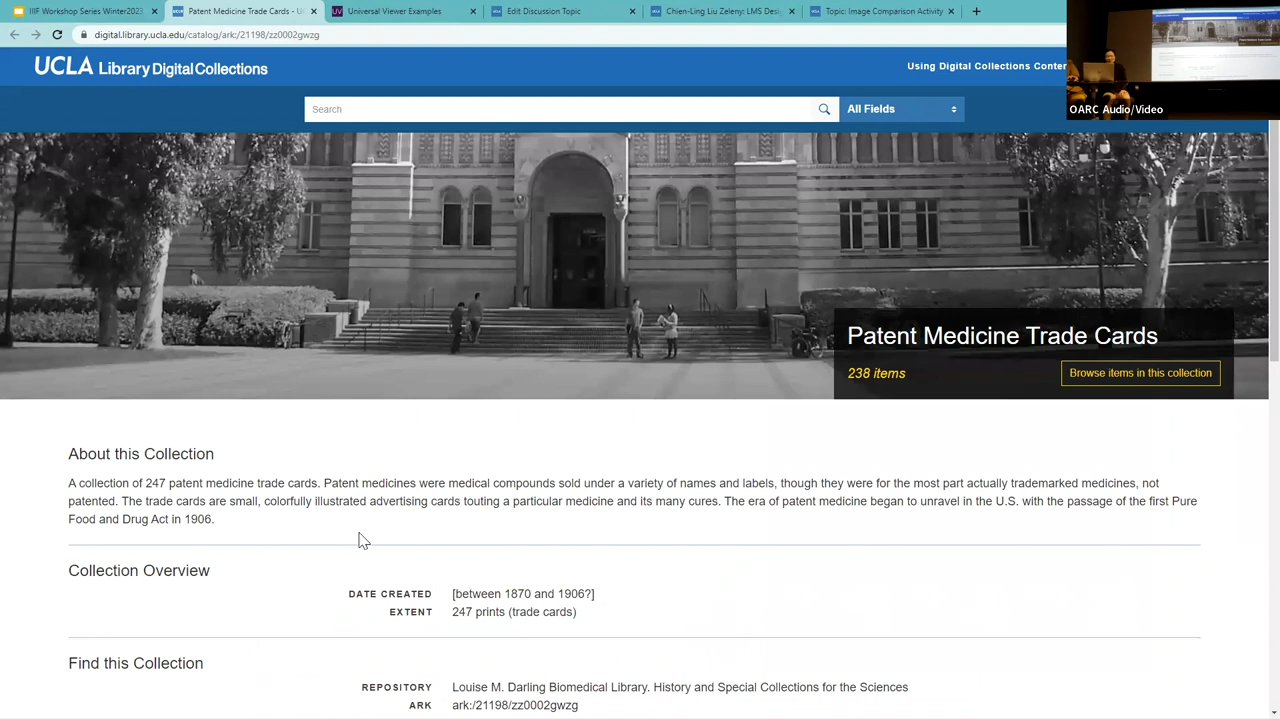 IIIF Workshop Series Winter2023
Patent Medicine Trade Cards - U
Universal Viewer Examples
Edit Discussion Topic
Chien-Ling Liu Zeleny: LMS Desig
Topic: Image Comparison Activity
digital.library.ucla.edu/catalog/ark:/21198/zz0002gwzg
UCLA Library Digital Collections
Using Digital Collections
OARC Audio/Video
Search
All Fields
Patent Medicine Trade Cards
238 items
Browse items in this collection
About this Collection
A collection of 247 patent medicine trade cards. Patent medicines were medical compounds sold under a variety of names and labels, though they were for the most part actually trademarked medicines, not
patented. The trade cards are small, colorfully illustrated advertising cards touting a particular medicine and its many cures. The era of patent medicine began to unravel in the U.S. with the passage of the first Pure
Food and Drug Act in 1906.
Collection Overview
DATE CREATED [between 1870 and 1906?]
EXTENT 247 prints (trade cards)
Find this Collection
REPOSITORY Louise M. Darling Biomedical Library. History and Special Collections for the Sciences
ARK ark:/21198/zz0002gwzg